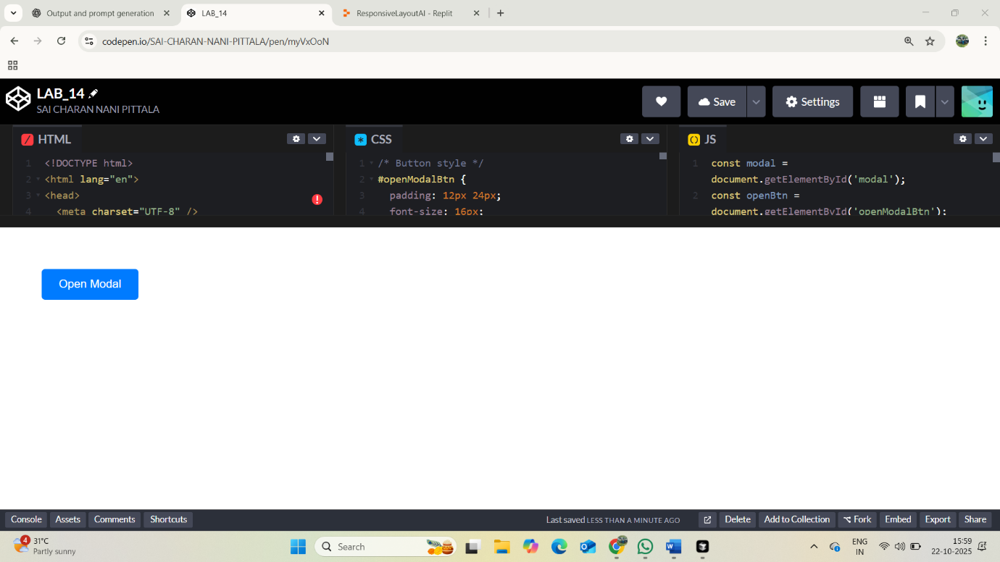 Output and prompt generation
LAB_14
ResponsiveLayoutAI - Replit
codepen.io/SAI-CHARAN-NANI-PITTALA/pen/myVxOoN
LAB_14
SAI CHARAN NANI PITTALA
Save
Settings
HTML
1 <!DOCTYPE html>
2 <html lang="en">
3 <head>
4 <meta charset="UTF-8" />
CSS
1 /* Button style */
2 #openModalBtn {
3 padding: 12px 24px;
4 font-size: 16px;
JS
1 const modal =
document.getElementById('modal');
2 const openBtn =
document.getElementById('openModalBtn');
Open Modal
Console Assets Comments Shortcuts
Last saved LESS THAN A MINUTE AGO
Delete Add to Collection Fork Embed Export Share
4
31°C
Partly sunny
Search
ENG
IN
15:59
22-10-2025